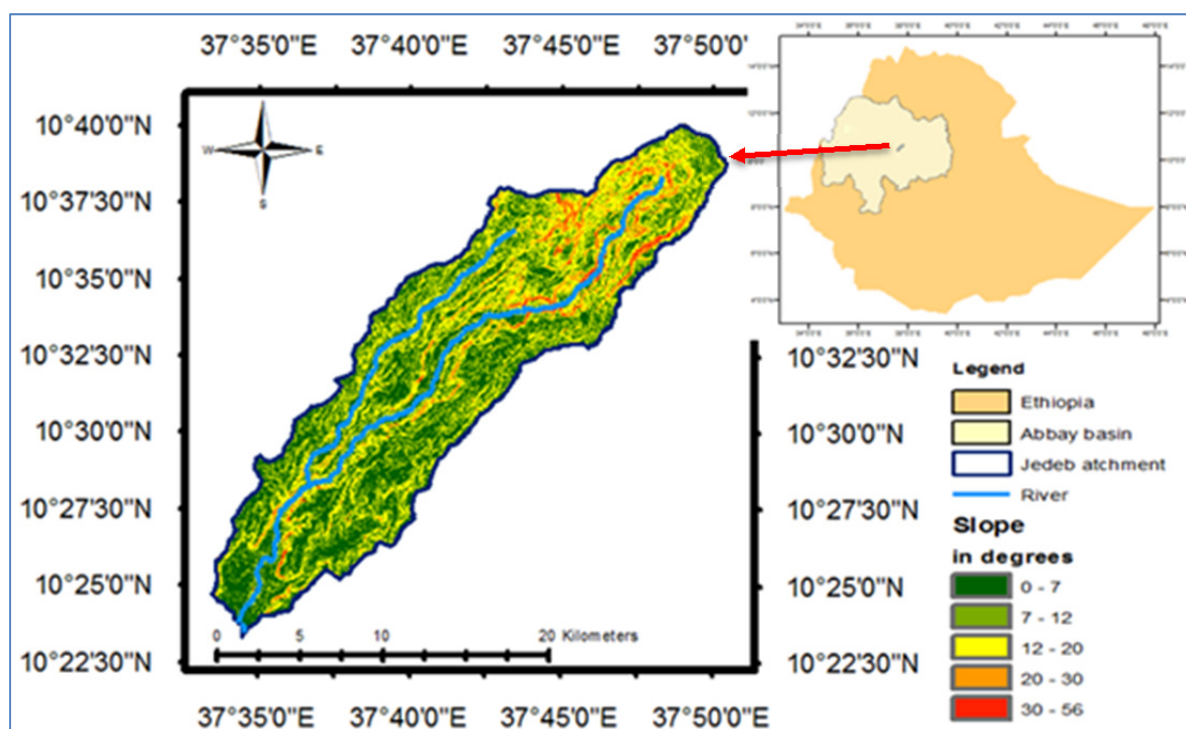 37°35'0"E 37°40'0"E 37°45'0"E 37°50'0"
10°40'0"N
10°37'30"N
10°35'0"N
10°32'30"N
10°30'0"N
10°27'30"N
10°25'0"N
10°22'30"N
W E
S
0 5 10 20 Kilometers
37°35'0"E 37°40'0"E 37°45'0"E 37°50'0"E
10°32'30"N
10°30'0"N
10°27'30"N
10°25'0"N
10°22'30"N
Legend
Ethiopia
Abbay basin
Jedeb atchment
River
Slope
in degrees
0 - 7
7 - 12
12 - 20
20 - 30
30 - 56